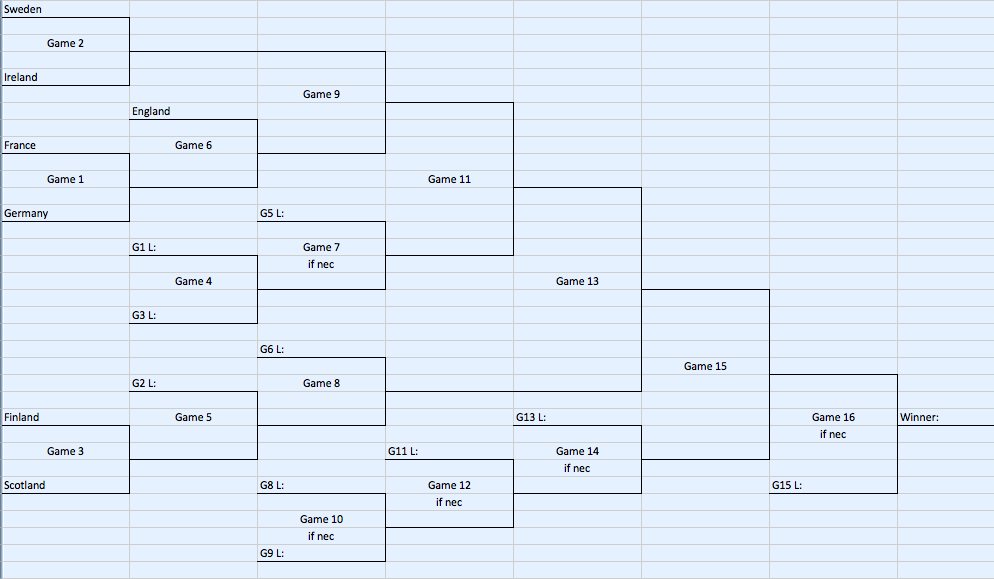 Sweden
Game 2
Ireland
Game 9
England
France
Game 6
Game 1
Game 11
Germany
G5 L:
G1 L:
Game 7
if nec
Game 4
Game 13
G3 L:
G6 L:
Game 15
G2 L:
Game 8
Finland
Game 5
G13 L:
Game 16
Winner:
if nec
Game 3
G11 L:
Game 14
if nec
Scotland
G8 L:
Game 12
G15 L:
if nec
Game 10
if nec
G9 L: